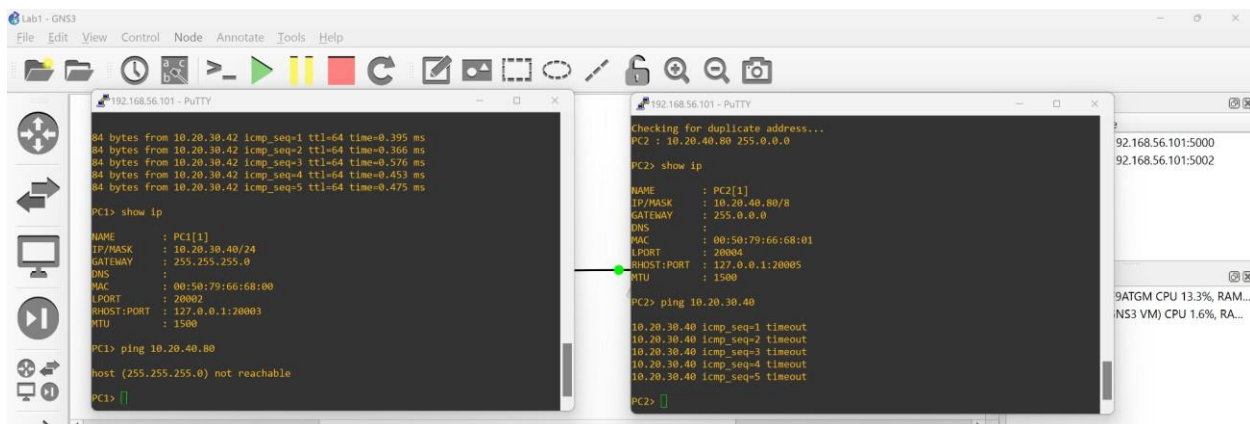 Lab1 - GNS3
File Edit View Control Node Annotate Tools Help
192.168.56.101 - PuTTY
84 bytes from 10.20.30.42 icmp_seq=1 ttl=64 time=0.395 ms
84 bytes from 10.20.30.42 icmp_seq=2 ttl=64 time=0.366 ms
84 bytes from 10.20.30.42 icmp_seq=3 ttl=64 time=0.576 ms
84 bytes from 10.20.30.42 icmp_seq=4 ttl=64 time=0.453 ms
84 bytes from 10.20.30.42 icmp_seq=5 ttl=64 time=0.475 ms
PC1> show ip
NAME : PC1[1]
IP/MASK : 10.20.30.40/24
GATEWAY : 255.255.255.0
DNS :
MAC : 00:50:79:66:68:00
LPORT : 20002
RHOST:PORT : 127.0.0.1:20003
MTU : 1500
PC1> ping 10.20.40.80
host (255.255.255.0) not reachable
PC1>
192.168.56.101 - PuTTY
Checking for duplicate address...
PC2 : 10.20.40.80 255.0.0.0
PC2> show ip
NAME : PC2[1]
IP/MASK : 10.20.40.80/8
GATEWAY : 255.0.0.0
DNS :
MAC : 00:50:79:66:68:01
LPORT : 20004
RHOST:PORT : 127.0.0.1:20005
MTU : 1500
PC2> ping 10.20.30.40
10.20.30.40 icmp_seq=1 timeout
10.20.30.40 icmp_seq=2 timeout
10.20.30.40 icmp_seq=3 timeout
10.20.30.40 icmp_seq=4 timeout
10.20.30.40 icmp_seq=5 timeout
PC2>
92.168.56.101:5000
92.168.56.101:5002
9ATGM CPU 13.3%, RAM...
NS3 VM) CPU 1.6%, RA...